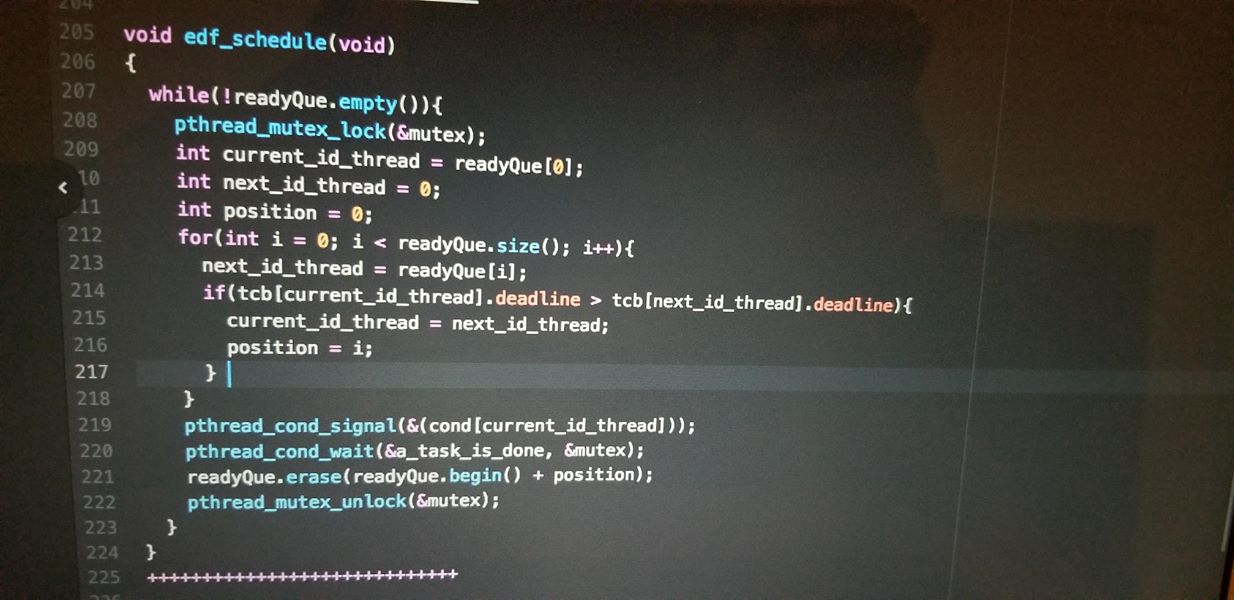 204
205 void edf_schedule(void)
206 {
207 while(!readyQue.empty()){
208 pthread_mutex_lock(&mutex);
209 int current_id_thread = readyQue[0];
10 int next_id_thread = 0;
11 int position = 0;
212 for(int i = 0; i < readyQue.size(); i++){
213 next_id_thread = readyQue[i];
214 if(tcb[current_id_thread].deadline > tcb[next_id_thread].deadline){
215 current_id_thread = next_id_thread;
216 position = i;
217 }
218 }
219 pthread_cond_signal(&(cond[current_id_thread]));
220 pthread_cond_wait(&a_task_is_done, &mutex);
221 readyQue.erase(readyQue.begin() + position);
222 pthread_mutex_unlock(&mutex);
223 }
224 }
225 ++++++++++++++++++++++++++++